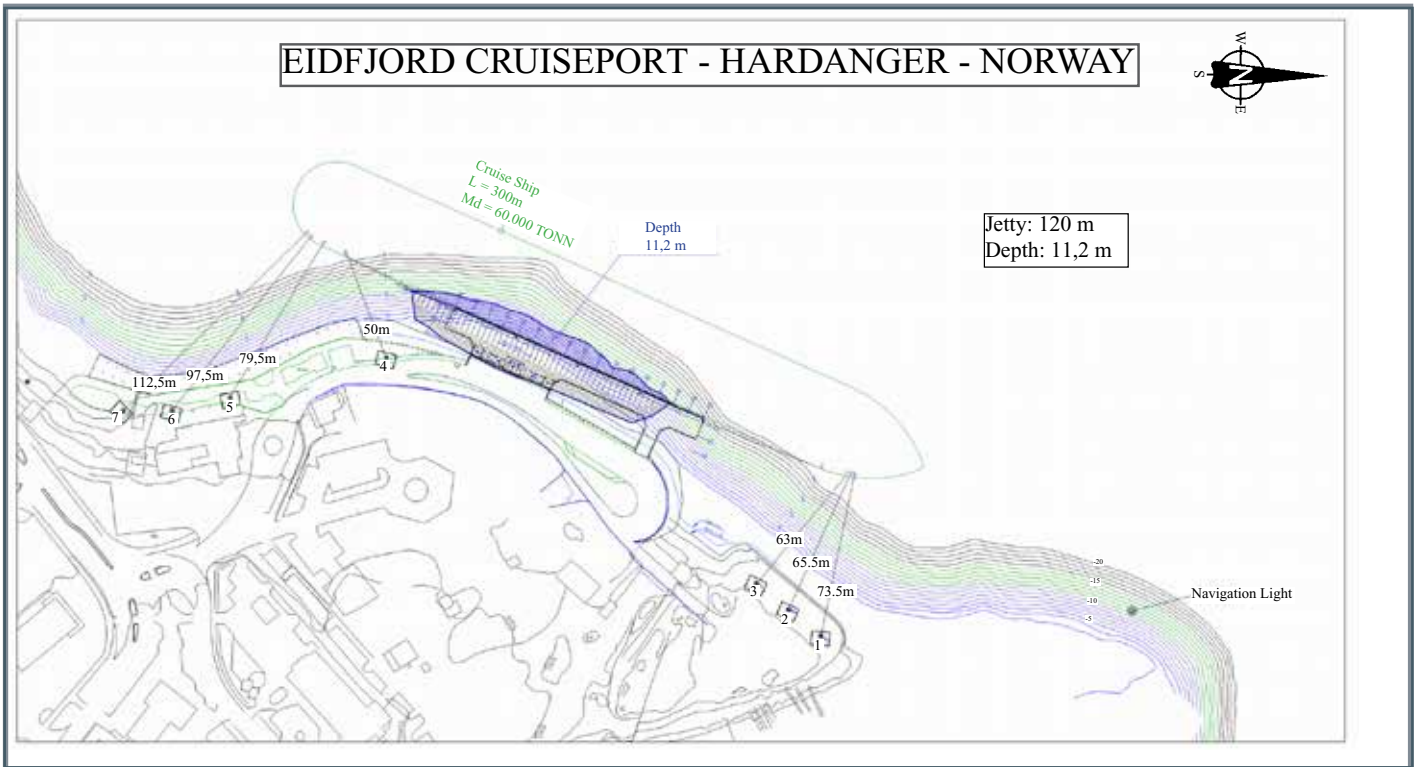 EIDFJORD CRUISEPORT - HARDANGER - NORWAY
W
S
N
E
Cruise Ship
L = 300m
Md = 60.000 TONN
Depth
11,2 m
Jetty: 120 m
Depth: 11,2 m
50m
79,5m
97,5m
112,5m
4
5
6
7
63m
65.5m
73.5m
3
2
1
-20
-15
-10
-5
Navigation Light